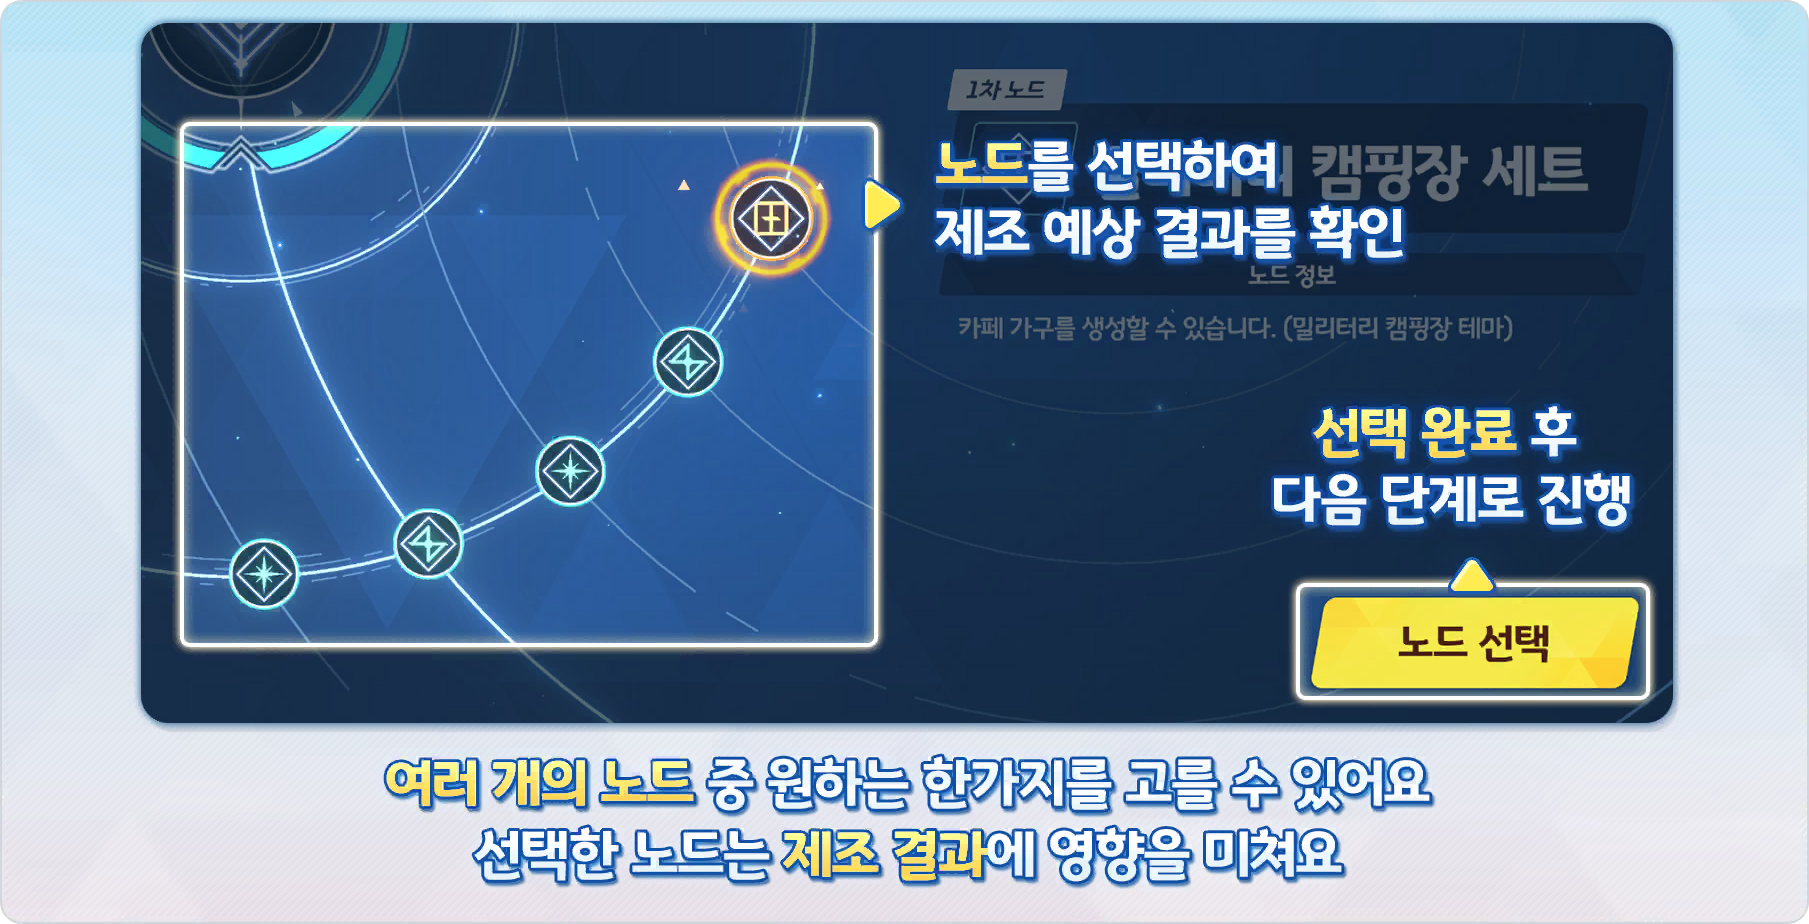 1차 노드
노드를 선택하여
캠핑장 세트
제조 예상 결과를 확인
노드 정보
카페 가구를 생성할 수 있습니다. (밀리터리 캠핑장 테마)
선택 완료 후
다음 단계로 진행
노드 선택
여러 개의 노드 중 원하는 한가지를 고를 수 있어요
선택한 노드는 제조 결과에 영향을 미쳐요